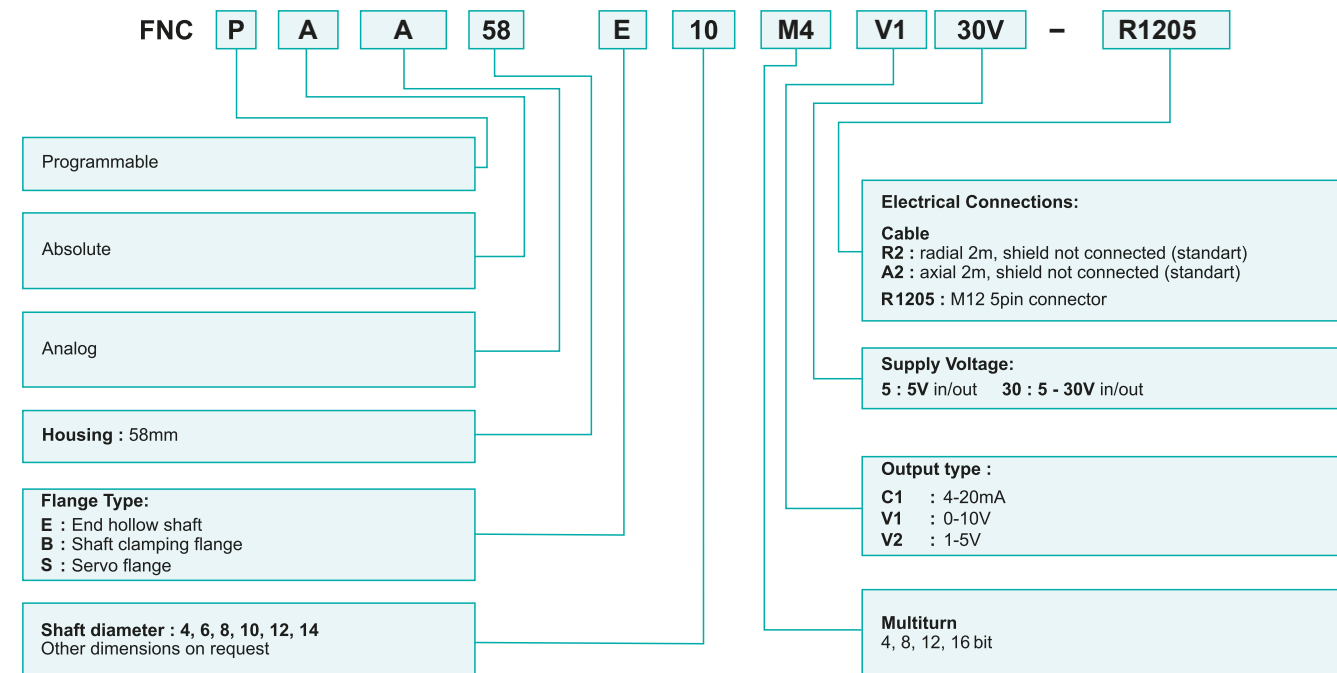 FNC P A A 58 E 10 M4 V1 30V – R1205
Programmable
Absolute
Analog
Housing : 58mm
Flange Type:
E : End hollow shaft
B : Shaft clamping flange
S : Servo flange
Shaft diameter : 4, 6, 8, 10, 12, 14
Other dimensions on request
Electrical Connections:
Cable
R2 : radial 2m, shield not connected (standart)
A2 : axial 2m, shield not connected (standart)
R1205 : M12 5pin connector
Supply Voltage:
5 : 5V in/out 30 : 5 - 30V in/out
Output type :
C1 : 4-20mA
V1 : 0-10V
V2 : 1-5V
Multiturn
4, 8, 12, 16 bit